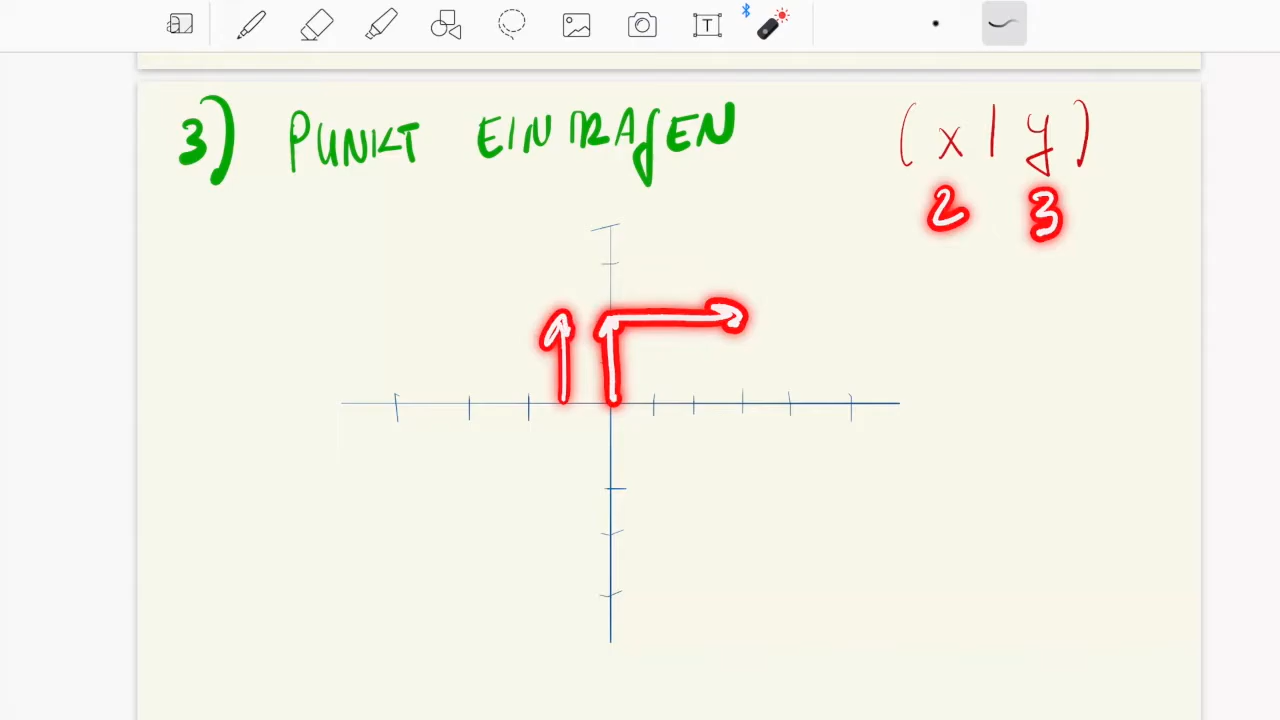 3) PUNKT EINTRAGEN (x | y)
2 3